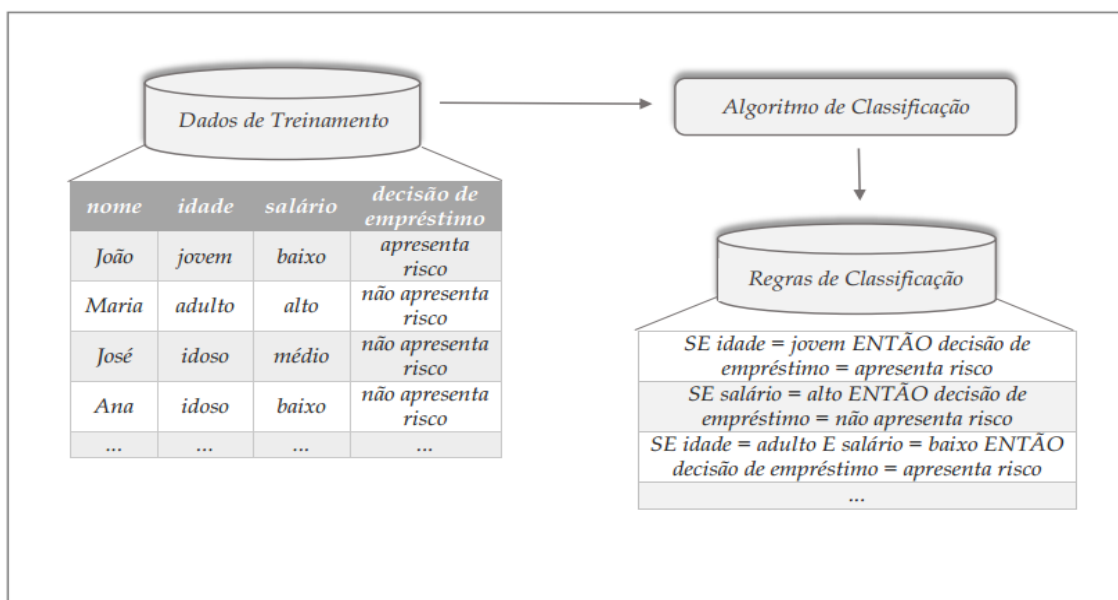 Dados de Treinamento
Algoritmo de Classificação
nome idade salário decisão de
empréstimo
João jovem baixo apresenta
risco
Maria adulto alto não apresenta
risco
José idoso médio não apresenta
risco
Ana idoso baixo não apresenta
risco
... ... ... ...
Regras de Classificação
SE idade = jovem ENTÃO decisão de
empréstimo = apresenta risco
SE salário = alto ENTÃO decisão de
empréstimo = não apresenta risco
SE idade = adulto E salário = baixo ENTÃO
decisão de empréstimo = apresenta risco
...